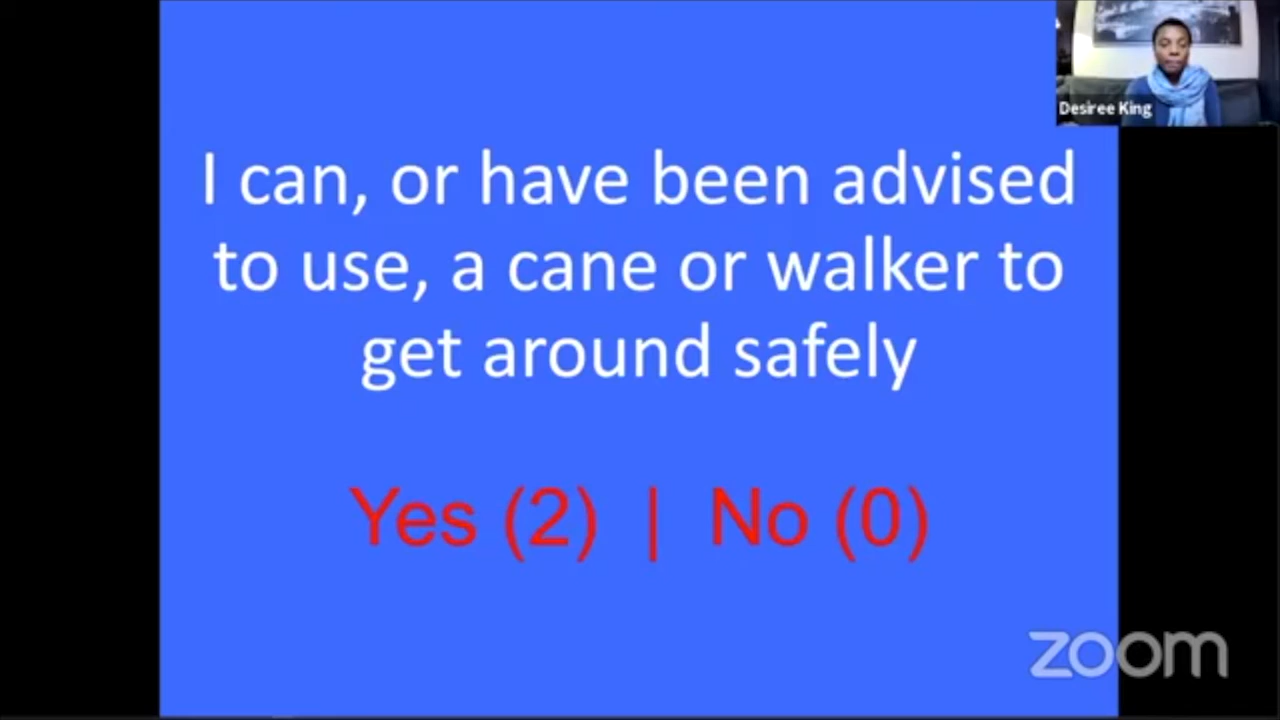 Desiree King
I can, or have been advised
to use, a cane or walker to
get around safely
Yes (2) | No (0)
zoom